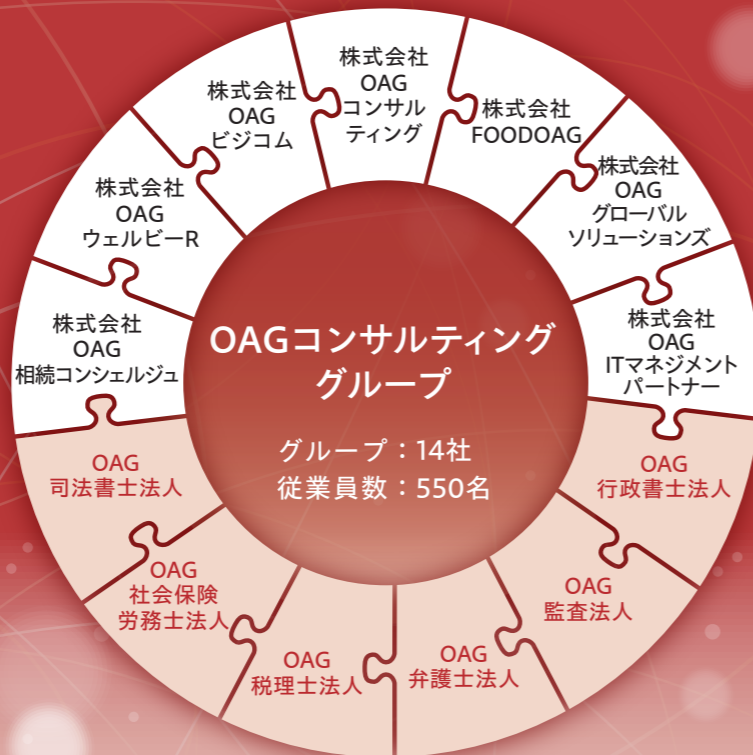 株式会社
OAG
コンサル
ティング
株式会社
FOODOAG
株式会社
OAG
グローバル
ソリューションズ
株式会社
OAG
ITマネジメント
パートナー
OAG
行政書士法人
OAG
監査法人
OAG
弁護士法人
OAG
税理士法人
OAG
社会保険
労務士法人
OAG
司法書士法人
株式会社
OAG
相続コンシェルジュ
株式会社
OAG
ウェルビーR
株式会社
OAG
ビジコム
OAGコンサルティング
グループ
グループ：14社
従業員数：550名